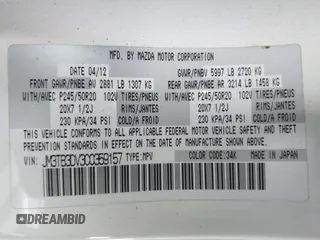 MFD. BY MAZDA MOTOR CORPORATION
04/12 GVWR/PNBV 5997 LB 2720 KG
FRONT GAWR/PNBE AV 2881 LB 1307 KG REAR GAWR/PNBE AR 3214 LB 1458 KG
WITH/AVEC P245/50R20 102V TIRES/PNEUS WITH/AVEC P245/50R20 102V TIRES/PNEUS
20X7 1/2J RIMS/JANTES 20X7 1/2J RIMS/JANTES
230 KPA/34 PSI COLD/A FROID 230 KPA/34 PSI COLD/A FROID
THIS VEHICLE CONFORMS TO ALL APPLICABLE FEDERAL MOTOR VEHICLE SAFETY AND THEFT
PREVENTION STANDARDS IN EFFECT ON THE DATE OF MANUFACTURE SHOWN ABOVE.
JM3TB3DV3C0359157 TYPE:MPV COLOR CODE:34K MADE IN JAPAN
DREAMBID